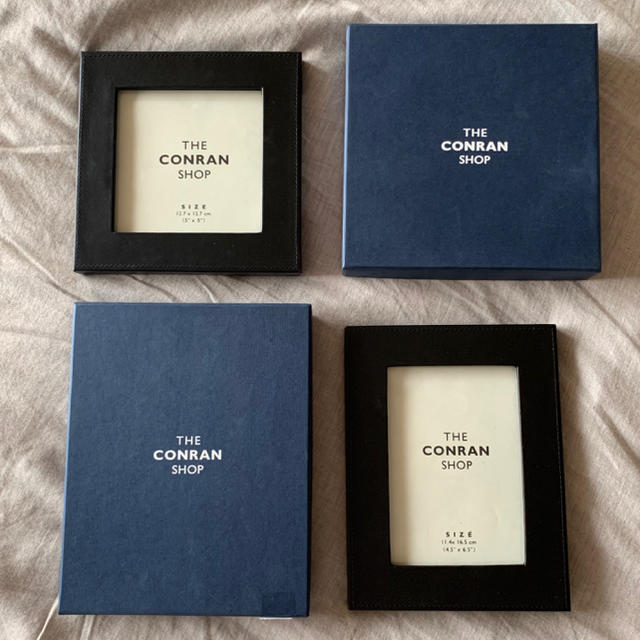 THE
CONRAN
SHOP
SIZE
12.7 x 12.7 cm
(5" x 5")
THE
CONRAN
SHOP
THE
CONRAN
SHOP
THE
CONRAN
SHOP
SIZE
11.4x 16.5 cm
(4.5" x 6.5")